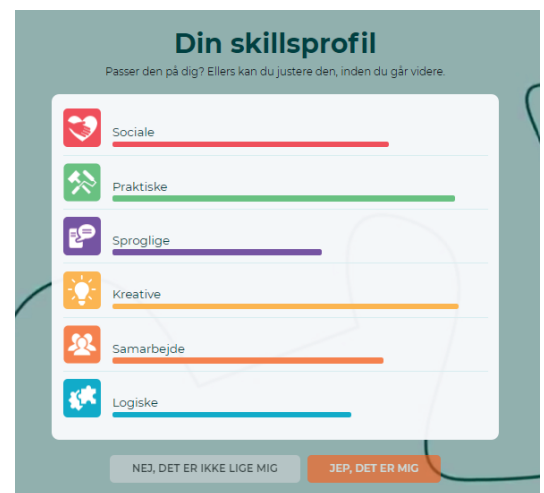 Din skillsprofil
Passer den på dig? Ellers kan du justere den, inden du går videre.
Sociale
Praktiske
Sproglige
Kreative
Samarbejde
Logiske
NEJ, DET ER IKKE LIGE MIG
JEP, DET ER MIG